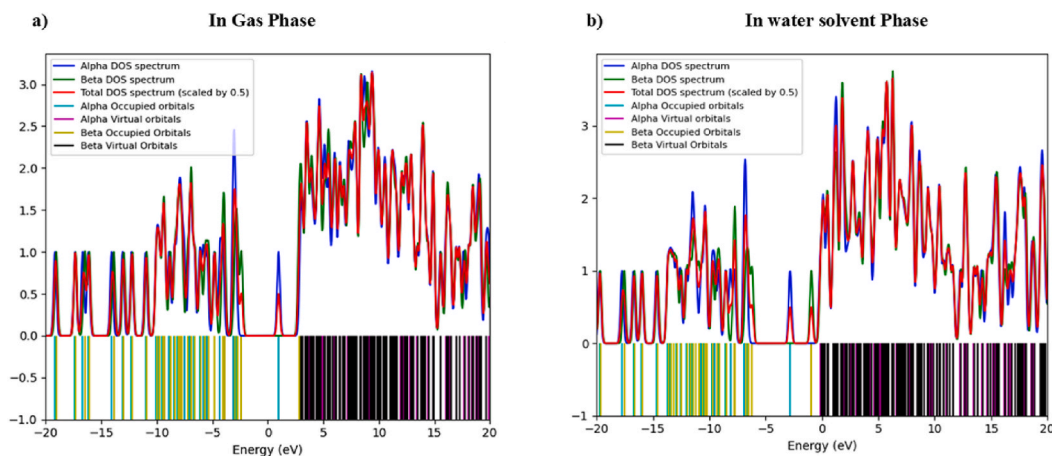 a)
In Gas Phase
Alpha DOS spectrum
Beta DOS spectrum
Total DOS spectrum (scaled by 0.5)
Alpha Occupied orbitals
Alpha Virtual orbitals
Beta Occupied Orbitals
Beta Virtual Orbitals
3.0
2.5
2.0
1.5
1.0
0.5
0.0
−0.5
−1.0
−20 −15 −10 −5 0 5 10 15 20
Energy (eV)
b)
In water solvent Phase
Alpha DOS spectrum
Beta DOS spectrum
Total DOS spectrum (scaled by 0.5)
Alpha Occupied orbitals
Alpha Virtual orbitals
Beta Occupied Orbitals
Beta Virtual Orbitals
3
2
1
0
−1
−20 −15 −10 −5 0 5 10 15 20
Energy (eV)